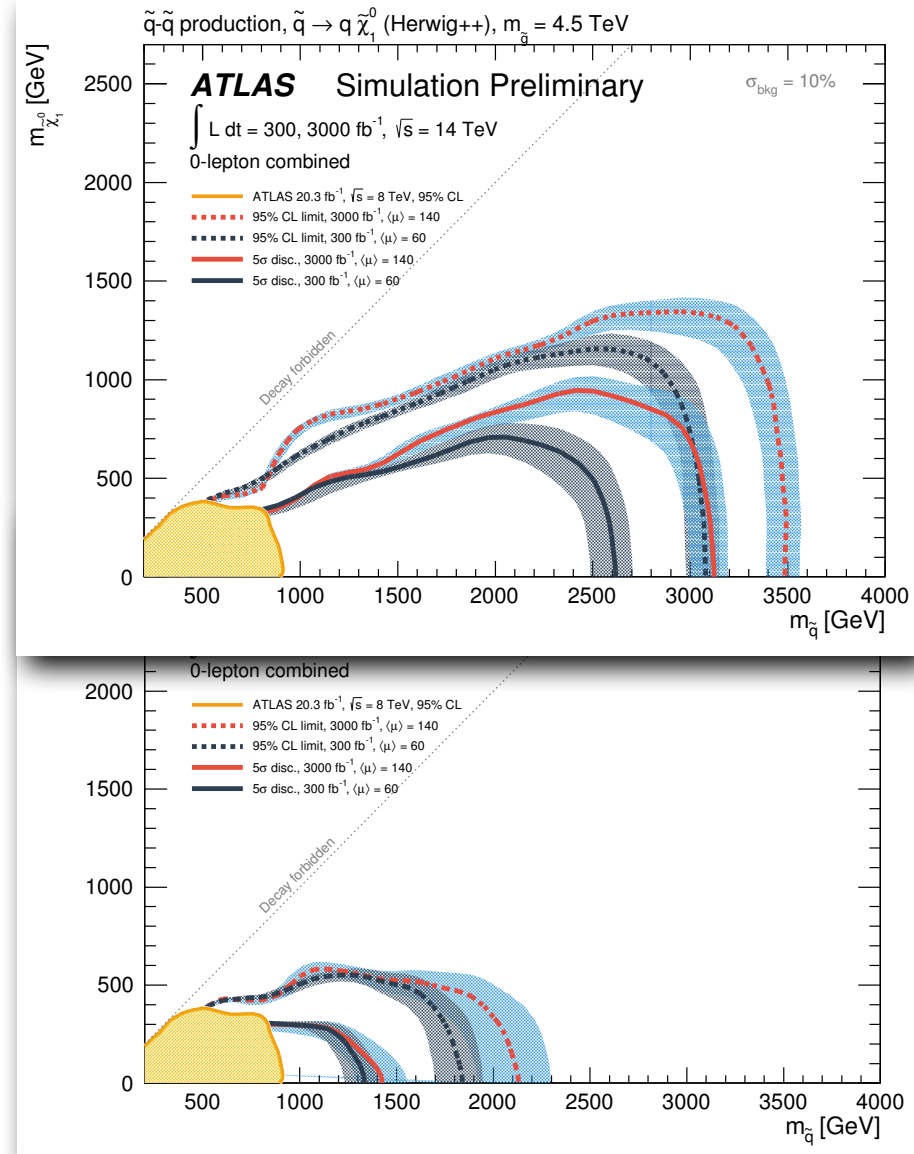 q̃-q̃ production, q̃ → q χ̃₁⁰ (Herwig++), m_g̃ = 4.5 TeV
m_χ̃₁⁰ [GeV]
2500
2000
1500
1000
500
0
ATLAS Simulation Preliminary
σ_bkg = 10%
∫ L dt = 300, 3000 fb⁻¹, √s = 14 TeV
0-lepton combined
ATLAS 20.3 fb⁻¹, √s = 8 TeV, 95% CL
95% CL limit, 3000 fb⁻¹, ⟨μ⟩ = 140
95% CL limit, 300 fb⁻¹, ⟨μ⟩ = 60
5σ disc., 3000 fb⁻¹, ⟨μ⟩ = 140
5σ disc., 300 fb⁻¹, ⟨μ⟩ = 60
Decay forbidden
500 1000 1500 2000 2500 3000 3500 4000
m_q̃ [GeV]
0-lepton combined
2000
1500
1000
500
0
ATLAS 20.3 fb⁻¹, √s = 8 TeV, 95% CL
95% CL limit, 3000 fb⁻¹, ⟨μ⟩ = 140
95% CL limit, 300 fb⁻¹, ⟨μ⟩ = 60
5σ disc., 3000 fb⁻¹, ⟨μ⟩ = 140
5σ disc., 300 fb⁻¹, ⟨μ⟩ = 60
Decay forbidden
500 1000 1500 2000 2500 3000 3500 4000
m_q̃ [GeV]